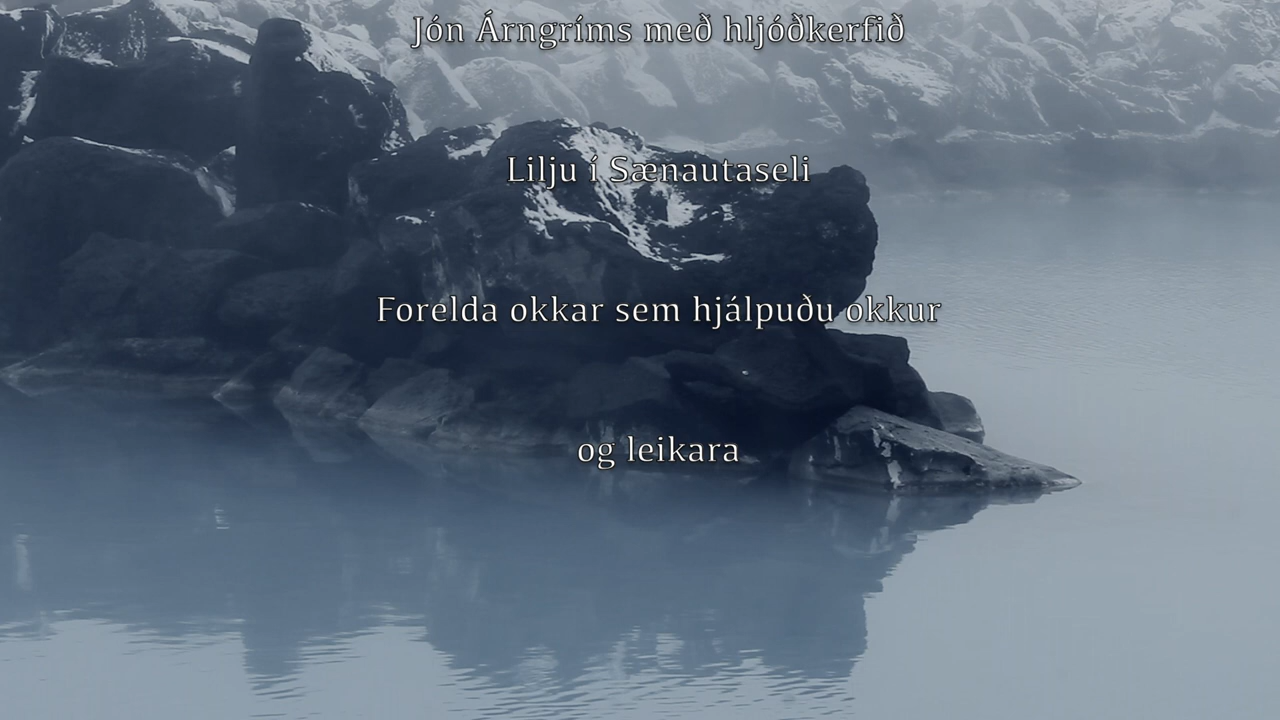 Jón Árngríms með hljóðkerfið
Lilju í Sænautaseli
Forelda okkar sem hjálpuðu okkur
og leikara